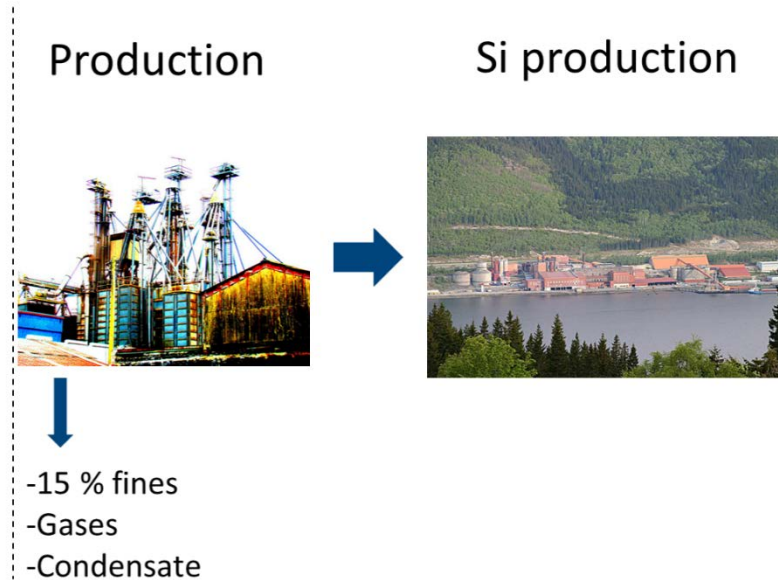 Production
Si production
-15 % fines
-Gases
-Condensate